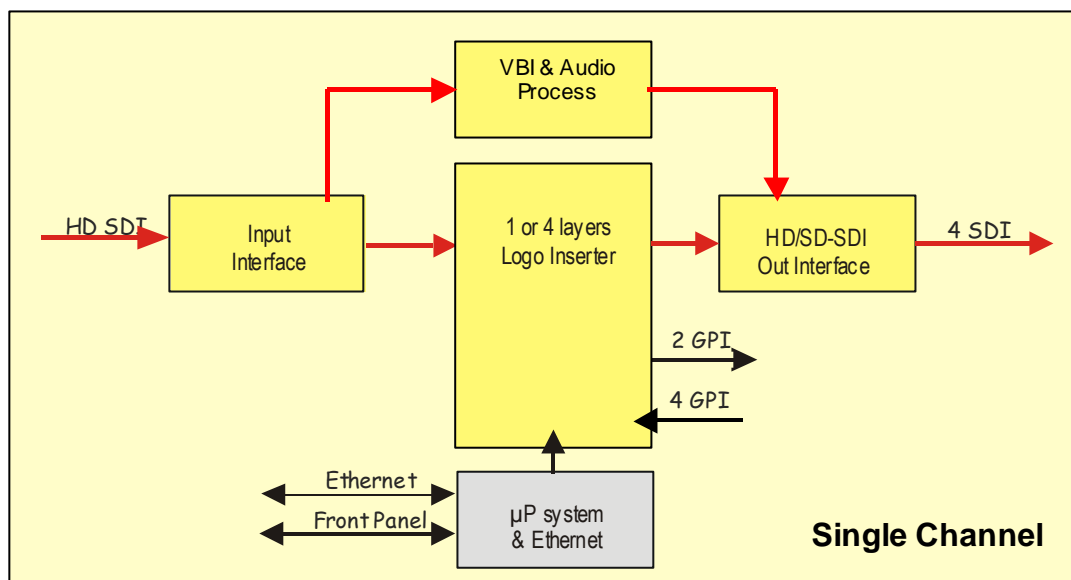 VBI & Audio
Process
HD SDI
Input
Interface
1 or 4 layers
Logo Inserter
HD/SD-SDI
Out Interface
4 SDI
2 GPI
4 GPI
Ethernet
Front Panel
µP system
& Ethernet
Single Channel